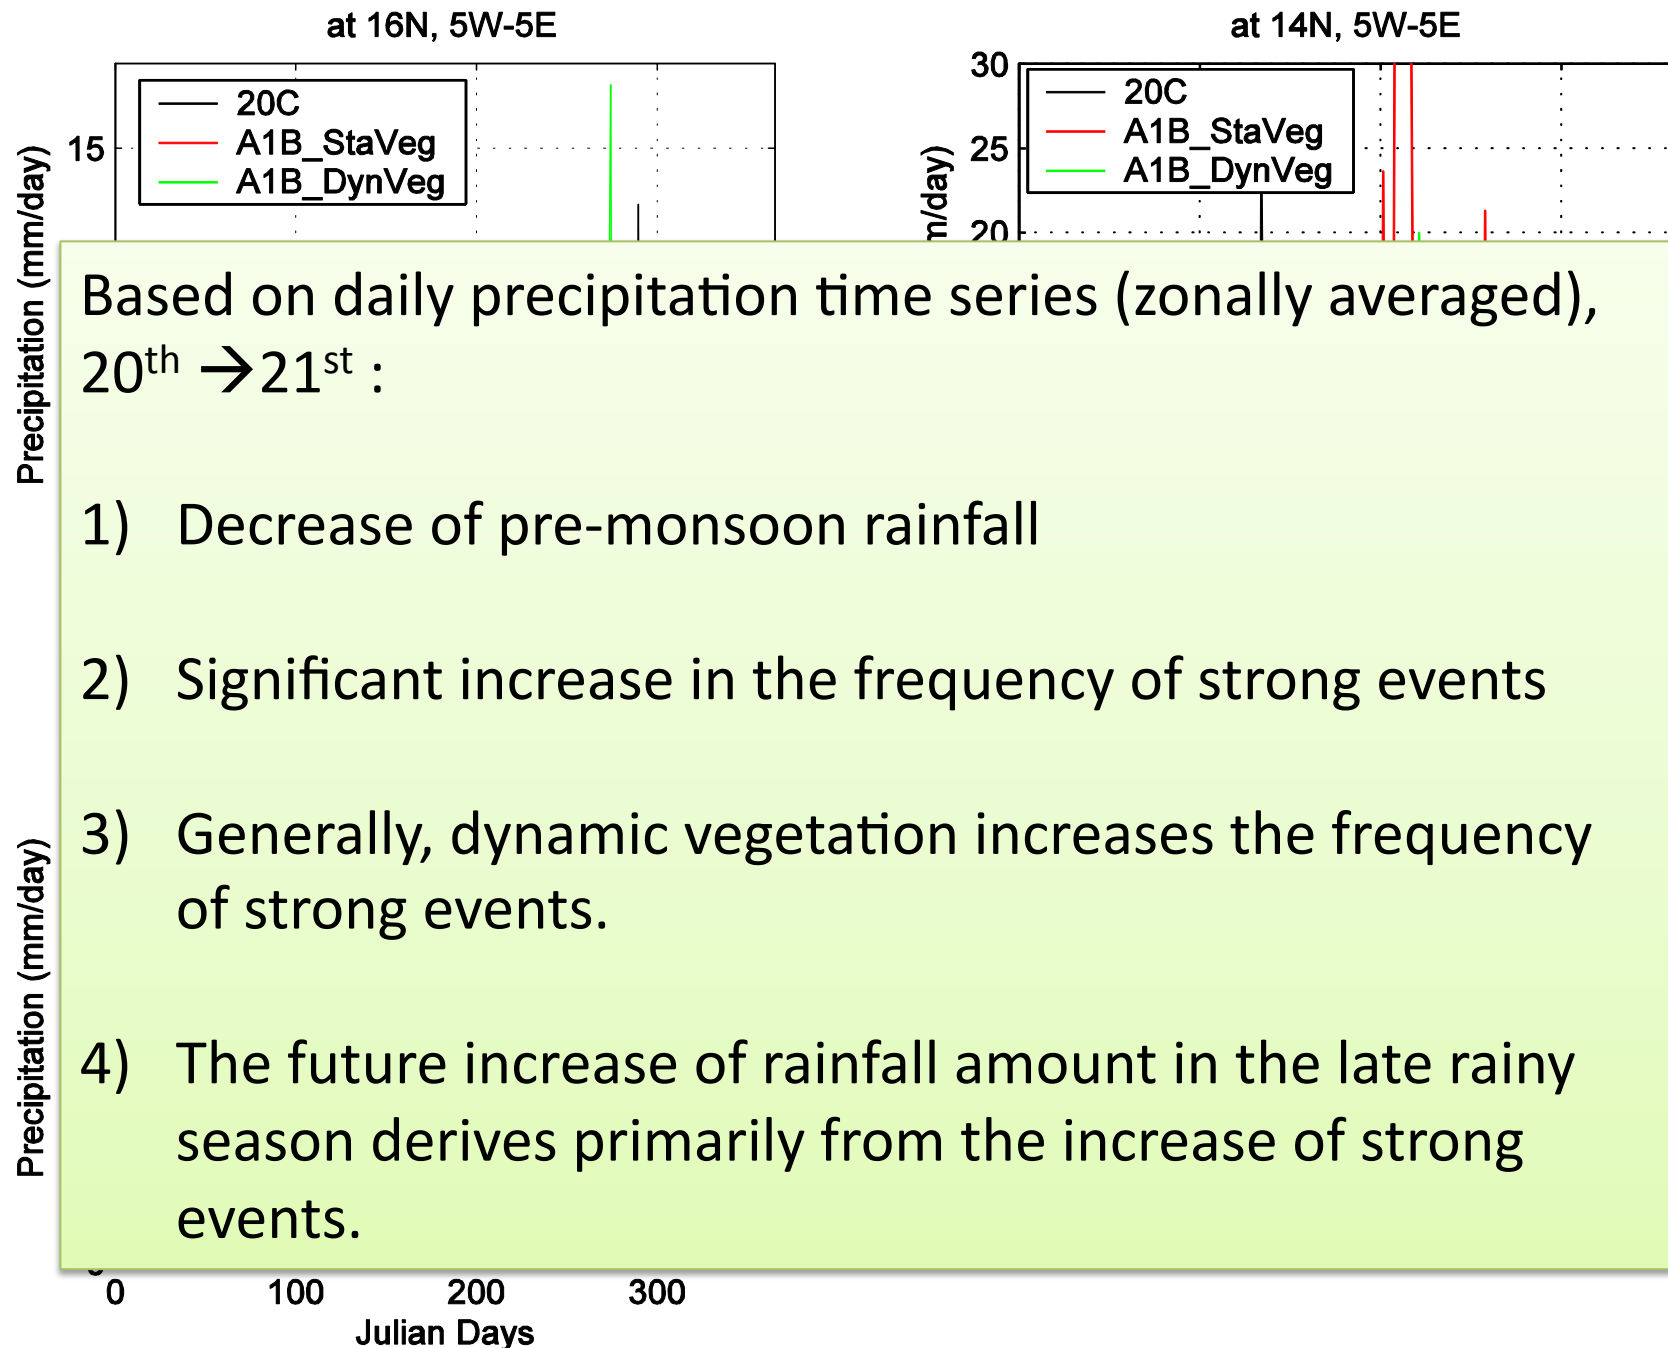 at 16N, 5W-5E
20C
A1B_StaVeg
A1B_DynVeg
15
Precipitation (mm/day)
at 14N, 5W-5E
30
25
20
20C
A1B_StaVeg
A1B_DynVeg
m/day)
Based on daily precipitation time series (zonally averaged),
20th →21st :
1) Decrease of pre-monsoon rainfall
2) Significant increase in the frequency of strong events
3) Generally, dynamic vegetation increases the frequency
of strong events.
4) The future increase of rainfall amount in the late rainy
season derives primarily from the increase of strong
events.
Precipitation (mm/day)
0 100 200 300
Julian Days